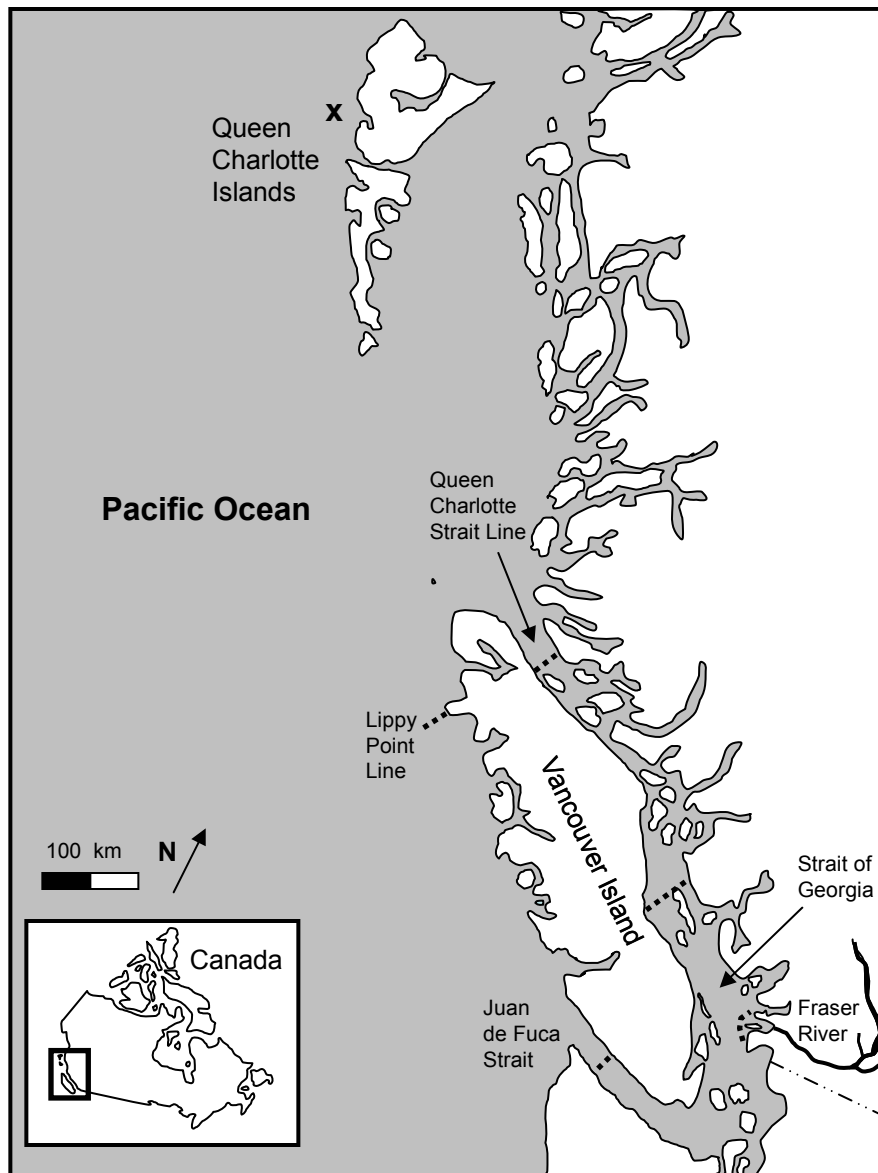 x
Queen
Charlotte
Islands
Queen
Charlotte
Strait Line
Pacific Ocean
Lippy
Point
Line
Vancouver Island
100 km
N
Strait of
Georgia
Canada
Juan
de Fuca
Strait
Fraser
River